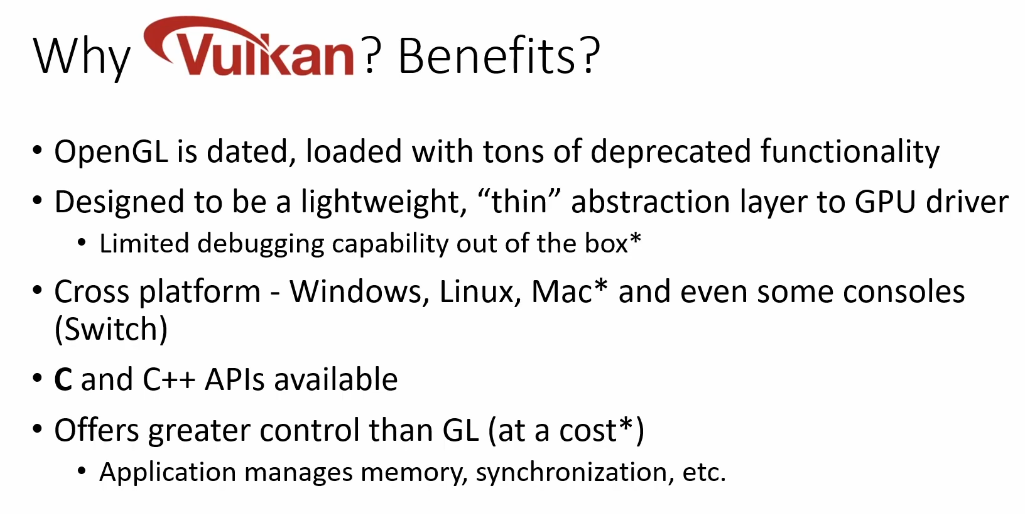 Why Vulkan? Benefits?
• OpenGL is dated, loaded with tons of deprecated functionality
• Designed to be a lightweight, “thin” abstraction layer to GPU driver
• Limited debugging capability out of the box*
• Cross platform - Windows, Linux, Mac* and even some consoles
(Switch)
• C and C++ APIs available
• Offers greater control than GL (at a cost*)
• Application manages memory, synchronization, etc.